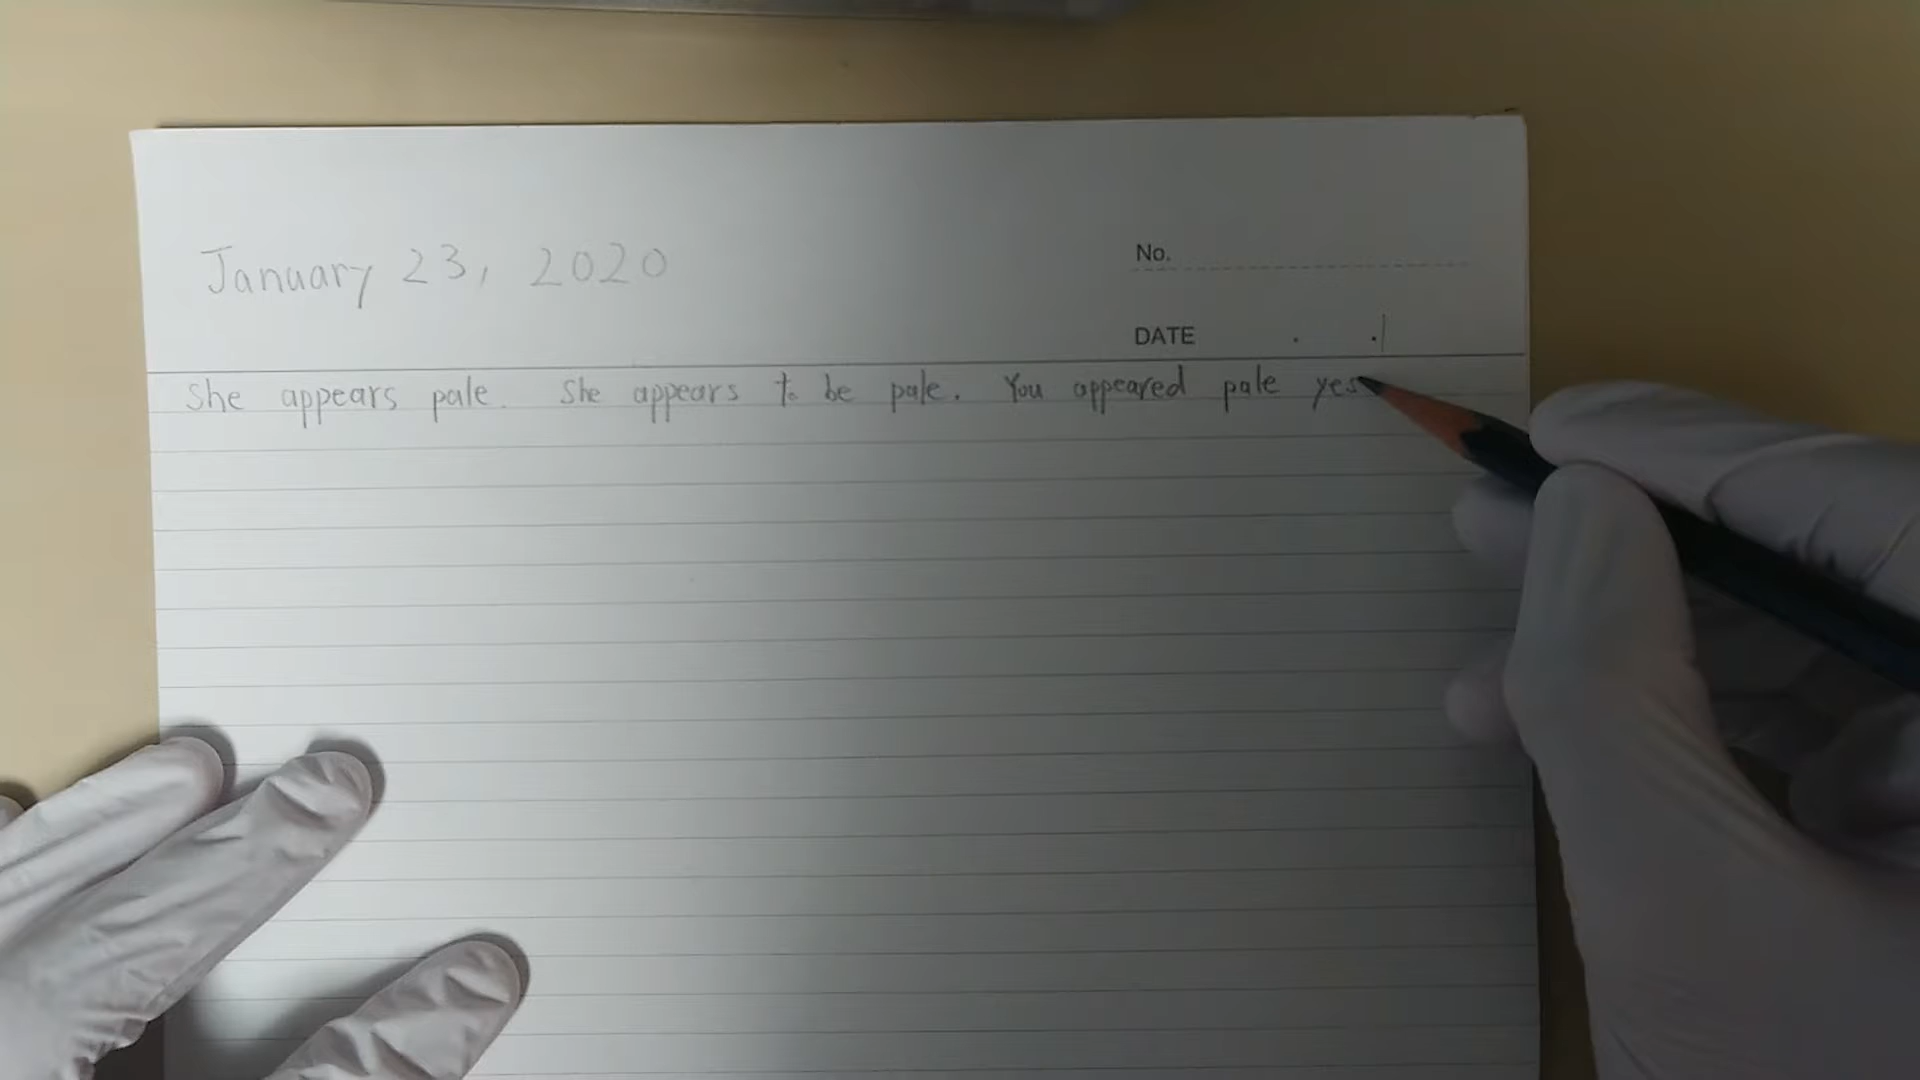 January 23, 2020
No.
DATE . .
She appears pale. She appears to be pale. You appeared pale yes